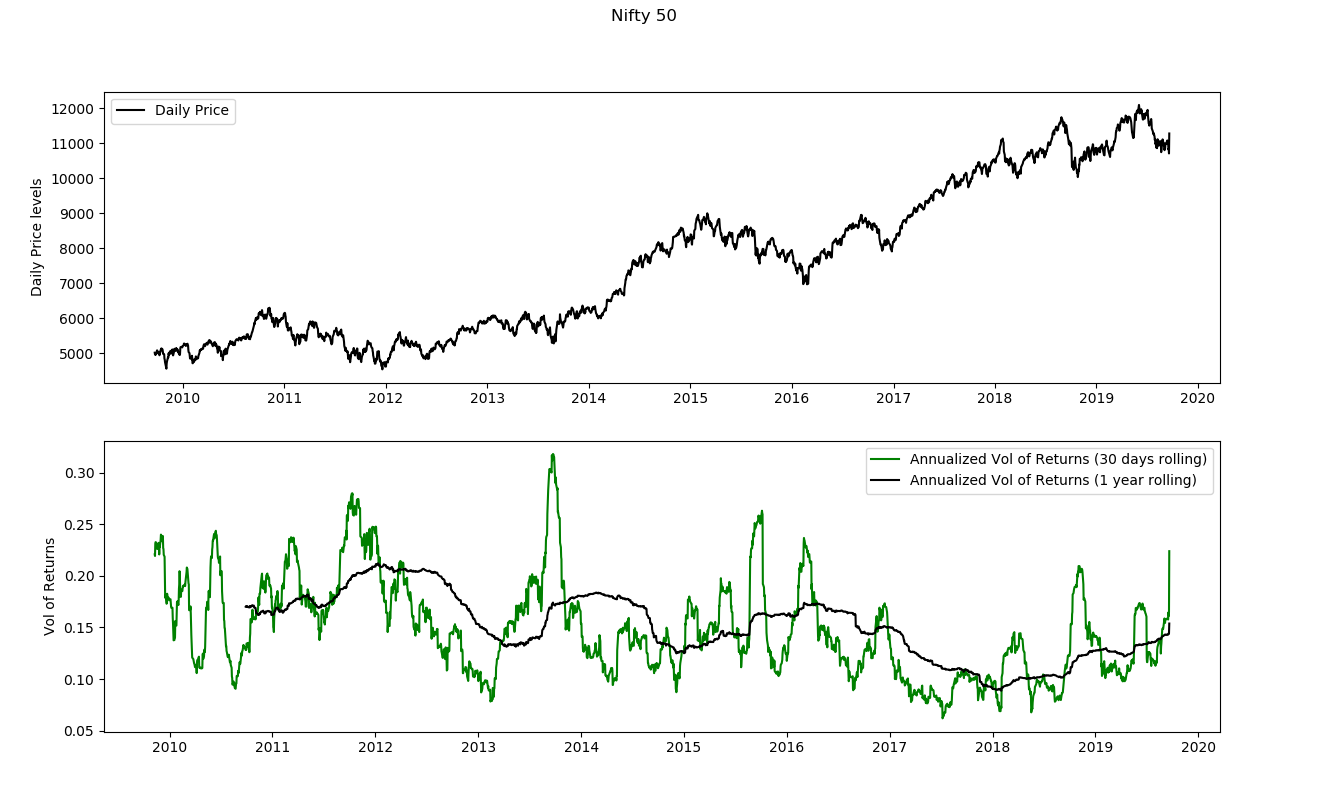 Nifty 50
Daily Price
Daily Price levels
12000
11000
10000
9000
8000
7000
6000
5000
2010 2011 2012 2013 2014 2015 2016 2017 2018 2019 2020
Annualized Vol of Returns (30 days rolling)
Annualized Vol of Returns (1 year rolling)
Vol of Returns
0.30
0.25
0.20
0.15
0.10
0.05
2010 2011 2012 2013 2014 2015 2016 2017 2018 2019 2020